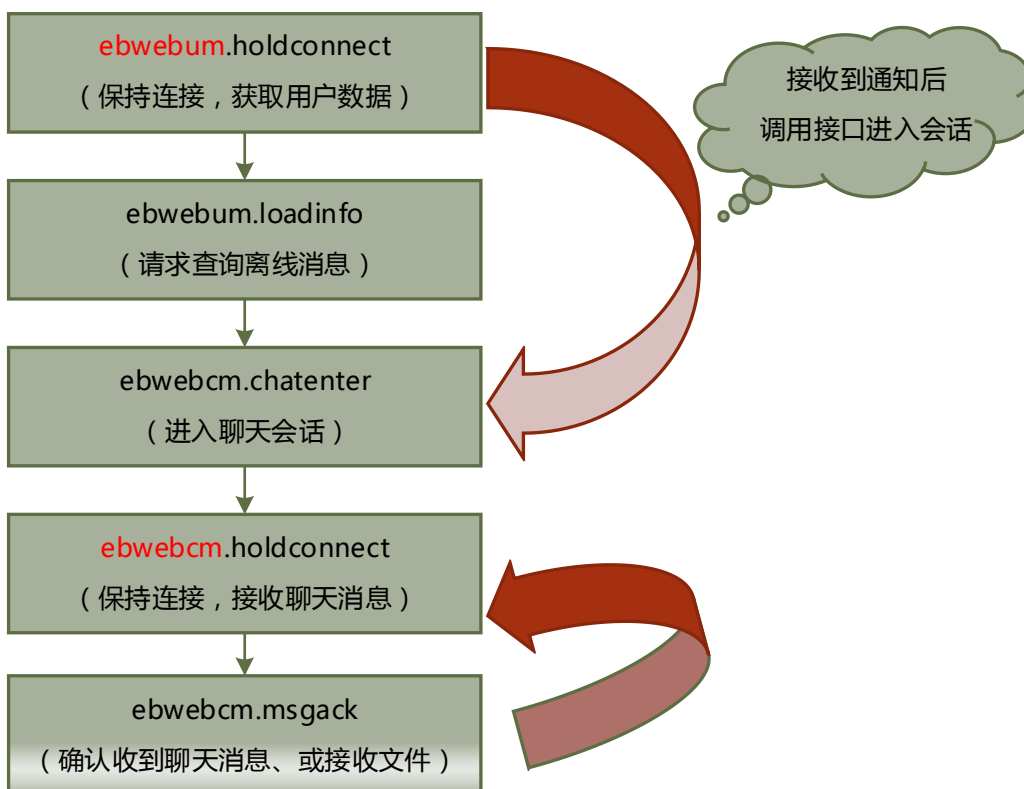 ebwebum.holdconnect
（保持连接，获取用户数据）
接收到通知后
调用接口进入会话
ebwebum.loadinfo
（请求查询离线消息）
ebwebcm.chatenter
（进入聊天会话）
ebwebcm.holdconnect
（保持连接，接收聊天消息）
ebwebcm.msgack
（确认收到聊天消息、或接收文件）